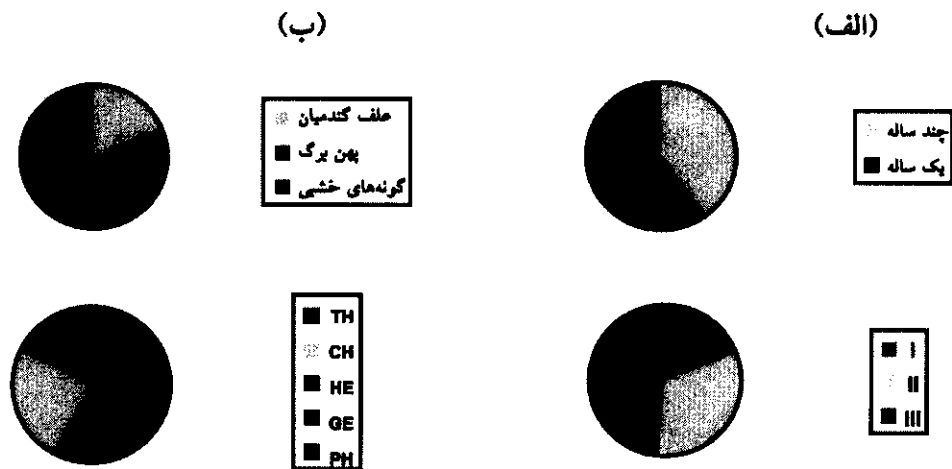 (الف)
چند ساله
یک ساله
(ب)
علف گندمیان
پهن برگ
گونه‌های خشبی
I
II
III
TH
CH
HE
GE
PH